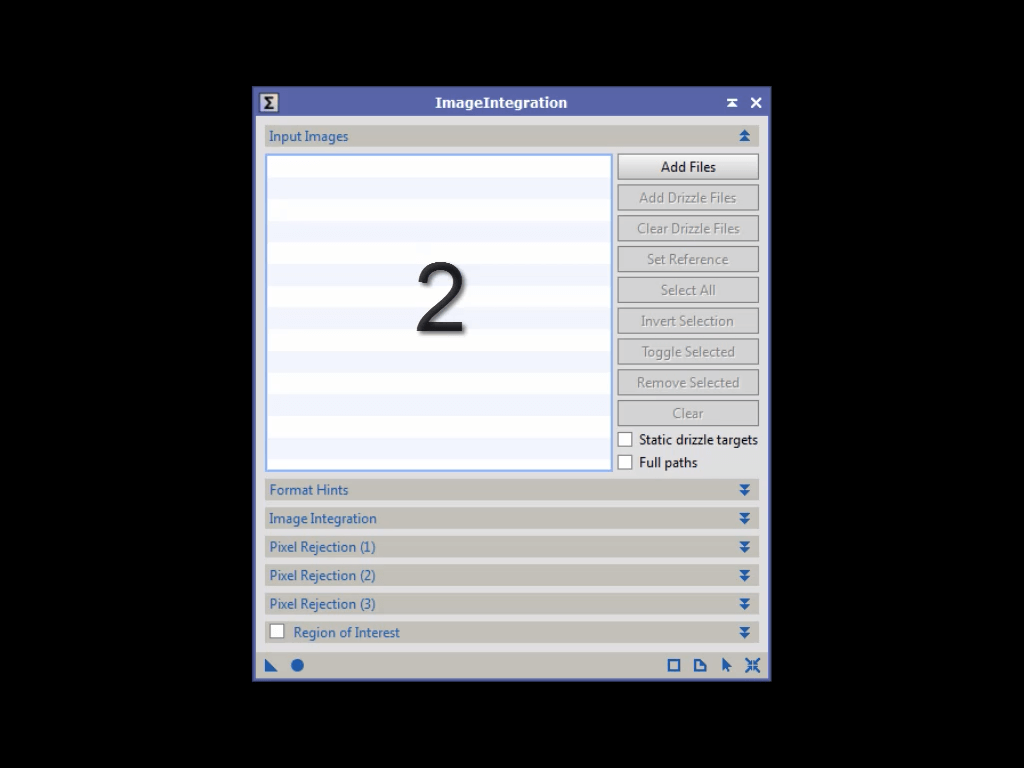 Σ ImageIntegration
Input Images
Add Files
Add Drizzle Files
Clear Drizzle Files
Set Reference
Select All
2
Invert Selection
Toggle Selected
Remove Selected
Clear
Static drizzle targets
Full paths
Format Hints
Image Integration
Pixel Rejection (1)
Pixel Rejection (2)
Pixel Rejection (3)
Region of Interest